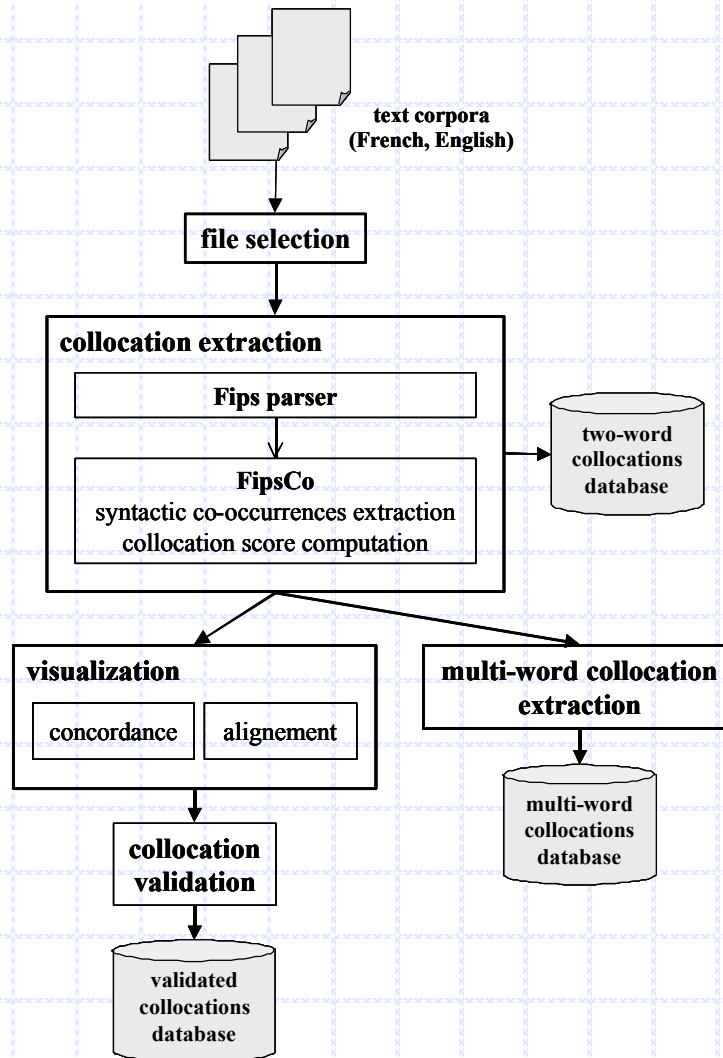 text corpora
(French, English)
file selection
collocation extraction
Fips parser
FipsCo
syntactic co-occurrences extraction
collocation score computation
two-word
collocations
database
visualization
concordance
alignement
multi-word collocation
extraction
multi-word
collocations
database
collocation
validation
validated
collocations
database